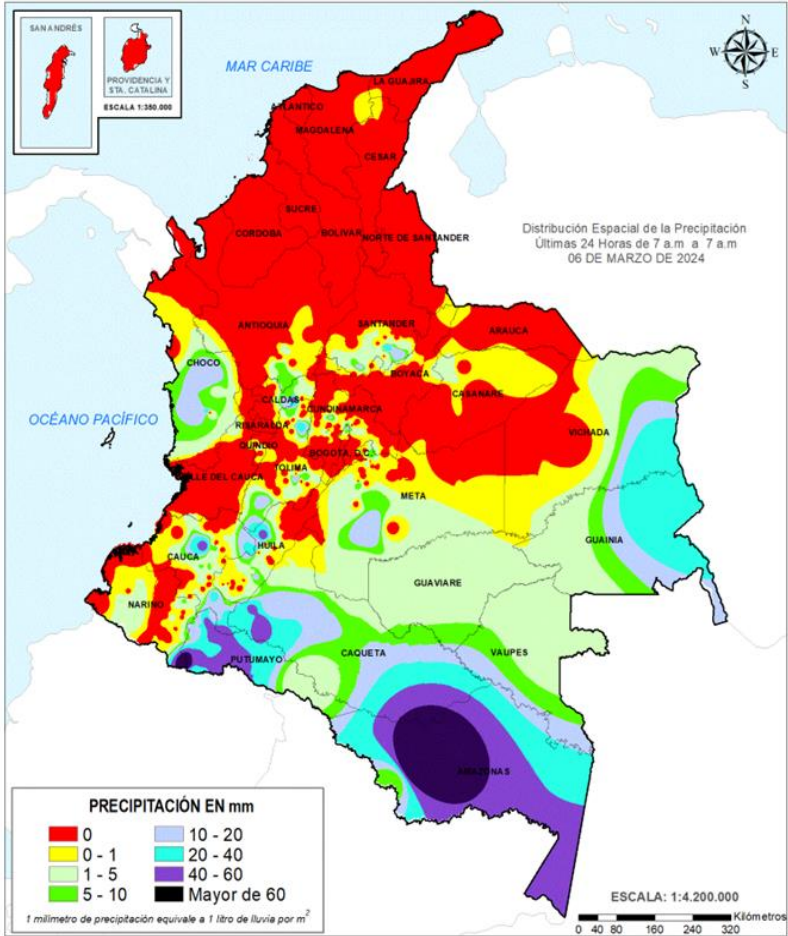 SAN ANDRÉS
PROVIDENCIA Y
STA. CATALINA
ESCALA 1:350.000
MAR CARIBE
N
W
E
S
LA GUAJIRA
ATLANTICO
MAGDALENA
CESAR
SUCRE
CORDOBA
BOLIVAR
NORTE DE SANTANDER
Distribución Espacial de la Precipitación
Últimas 24 Horas de 7 a.m a 7 a.m
06 DE MARZO DE 2024
ANTIOQUIA
SANTARDER
ARAUCA
CHOCO
BOYACA
CASANARE
CALDAS
CUNDINAMARCA
OCÉANO PACÍFICO
RISARALDA
VICHADA
QUINDIO
BOGOTA, D.C.
TOLIMA
VALLE DEL CAUCA
META
GUAINIA
HUILA
CAUCA
GUAVIARE
NARIÑO
PUTUMAYO
CAQUETA
VAUPES
AMAZONAS
PRECIPITACIÓN EN mm
0
10 - 20
0 - 1
20 - 40
1 - 5
40 - 60
5 - 10
Mayor de 60
1 milimetro de precipitación equivale a 1 litro de lluvia por m²
ESCALA: 1:4.200.000
Kilómetros
0 40 80 160 240 320